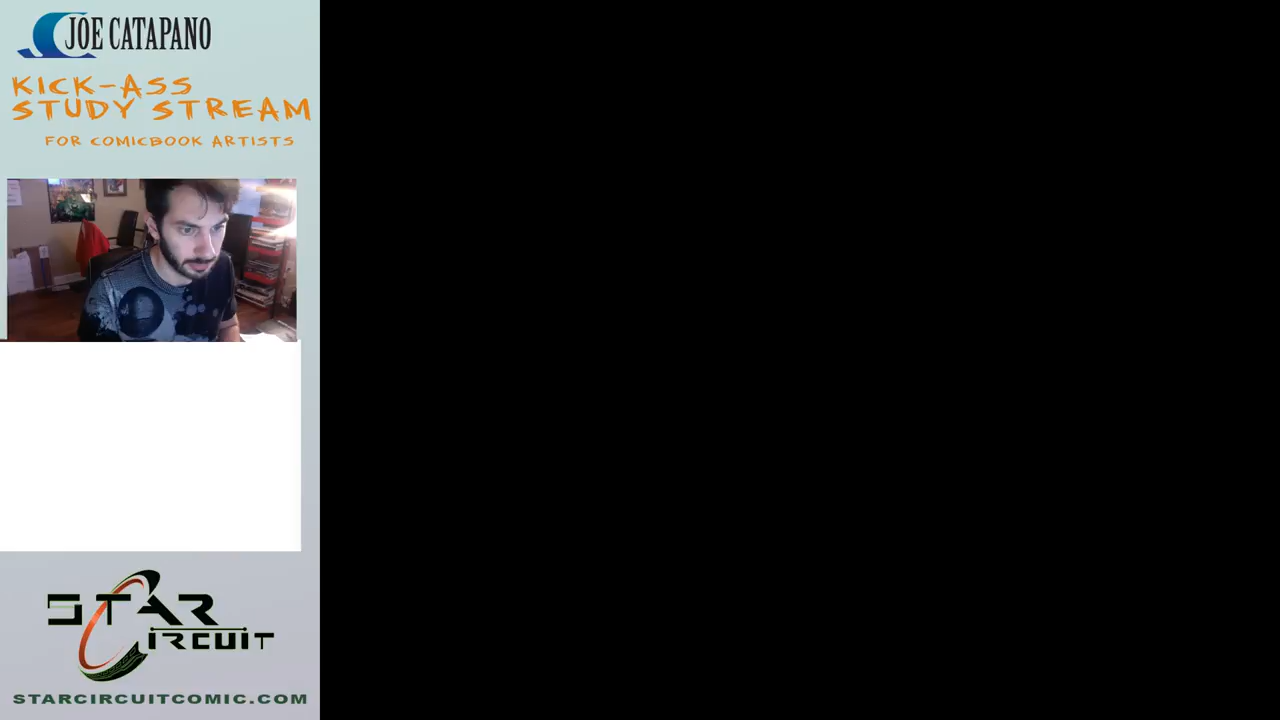 JOE CATAPANO
KICK-ASS
STUDY STREAM
FOR COMICBOOK ARTISTS
STAR
CIRCUIT
STARCIRCUITCOMIC.COM